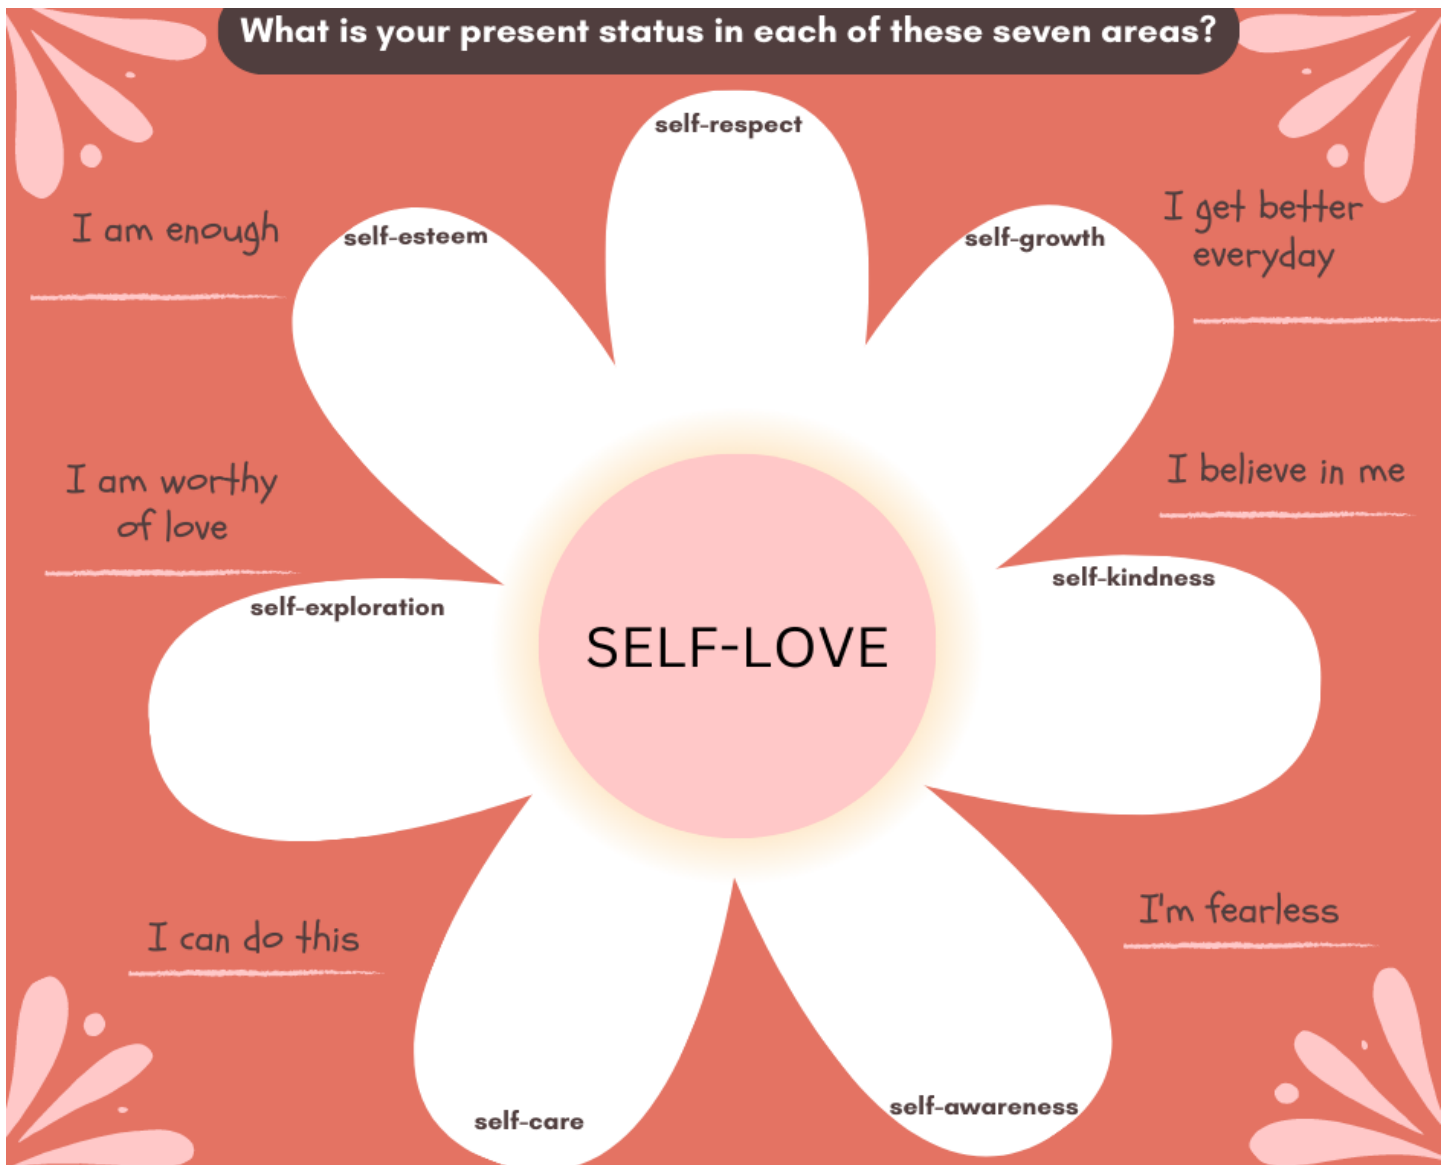 What is your present status in each of these seven areas?
self-respect
I am enough
self-esteem
self-growth
I get better
everyday
I am worthy
of love
I believe in me
self-exploration
self-kindness
SELF-LOVE
I can do this
I'm fearless
self-care
self-awareness